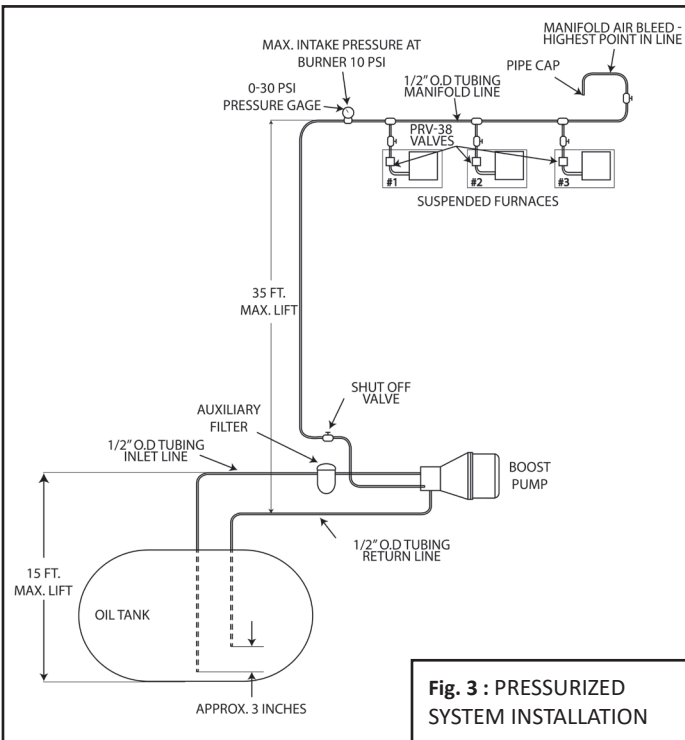 MANIFOLD AIR BLEED -
HIGHEST POINT IN LINE
MAX. INTAKE PRESSURE AT
BURNER 10 PSI
PIPE CAP
1/2" O.D TUBING
MANIFOLD LINE
0-30 PSI
PRESSURE GAGE
PRV-38
VALVES
#1
#2
#3
SUSPENDED FURNACES
35 FT.
MAX. LIFT
SHUT OFF
VALVE
AUXILIARY
FILTER
1/2" O.D TUBING
INLET LINE
BOOST
PUMP
1/2" O.D TUBING
RETURN LINE
15 FT.
MAX. LIFT
OIL TANK
APPROX. 3 INCHES
Fig. 3 : PRESSURIZED
SYSTEM INSTALLATION